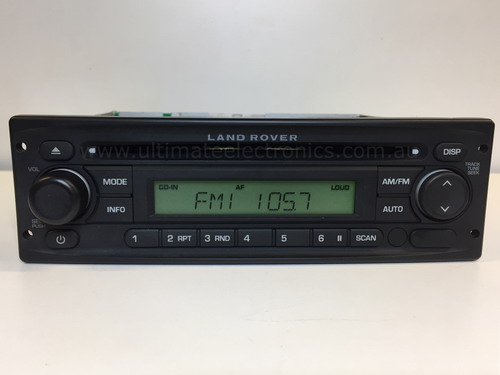 LAND ROVER
www.ultimateelectronics.com.au
DISP
VOL
TRACK
TUNE
SEEK
MODE
CD-IN AF LOUD
AM/FM
INFO
FM1 105.7
AUTO
PUSH
1 2 RPT 3 RND 4 5 6 II SCAN